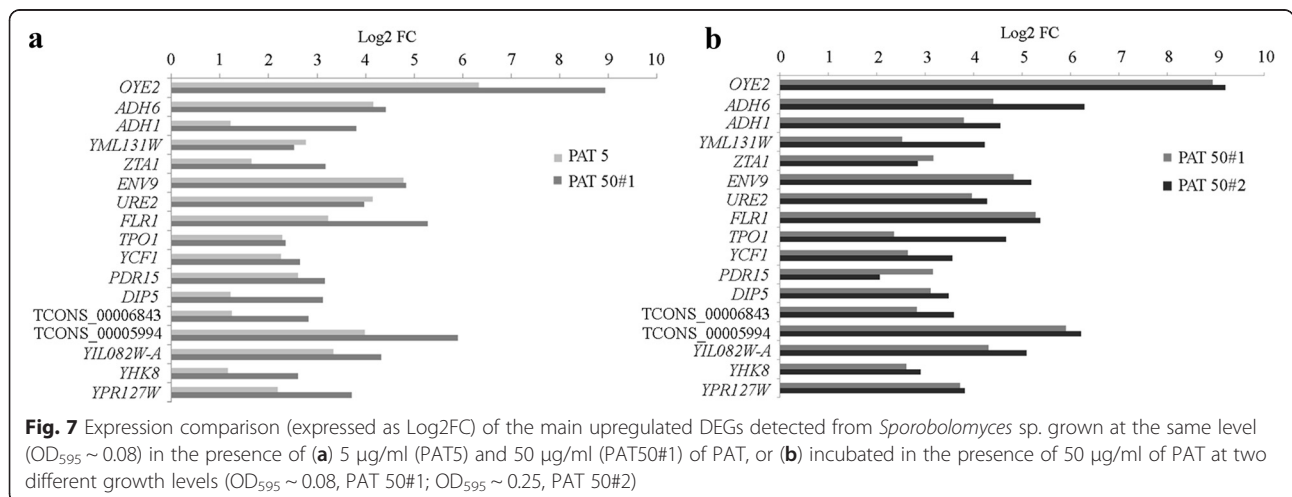 a
Log2 FC
0 1 2 3 4 5 6 7 8 9 10
OYE2
ADH6
ADH1
YML131W
ZTA1
ENV9
URE2
FLR1
TPO1
YCF1
PDR15
DIP5
TCONS_00006843
TCONS_00005994
YIL082W-A
YHK8
YPR127W
PAT 5
PAT 50#1
b
Log2 FC
0 1 2 3 4 5 6 7 8 9 10
OYE2
ADH6
ADH1
YML131W
ZTA1
ENV9
URE2
FLR1
TPO1
YCF1
PDR15
DIP5
TCONS_00006843
TCONS_00005994
YIL082W-A
YHK8
YPR127W
PAT 50#1
PAT 50#2
Fig. 7 Expression comparison (expressed as Log2FC) of the main upregulated DEGs detected from Sporobolomyces sp. grown at the same level
(OD595 ~ 0.08) in the presence of (a) 5 μg/ml (PAT5) and 50 μg/ml (PAT50#1) of PAT, or (b) incubated in the presence of 50 μg/ml of PAT at two
different growth levels (OD595 ~ 0.08, PAT 50#1; OD595 ~ 0.25, PAT 50#2)